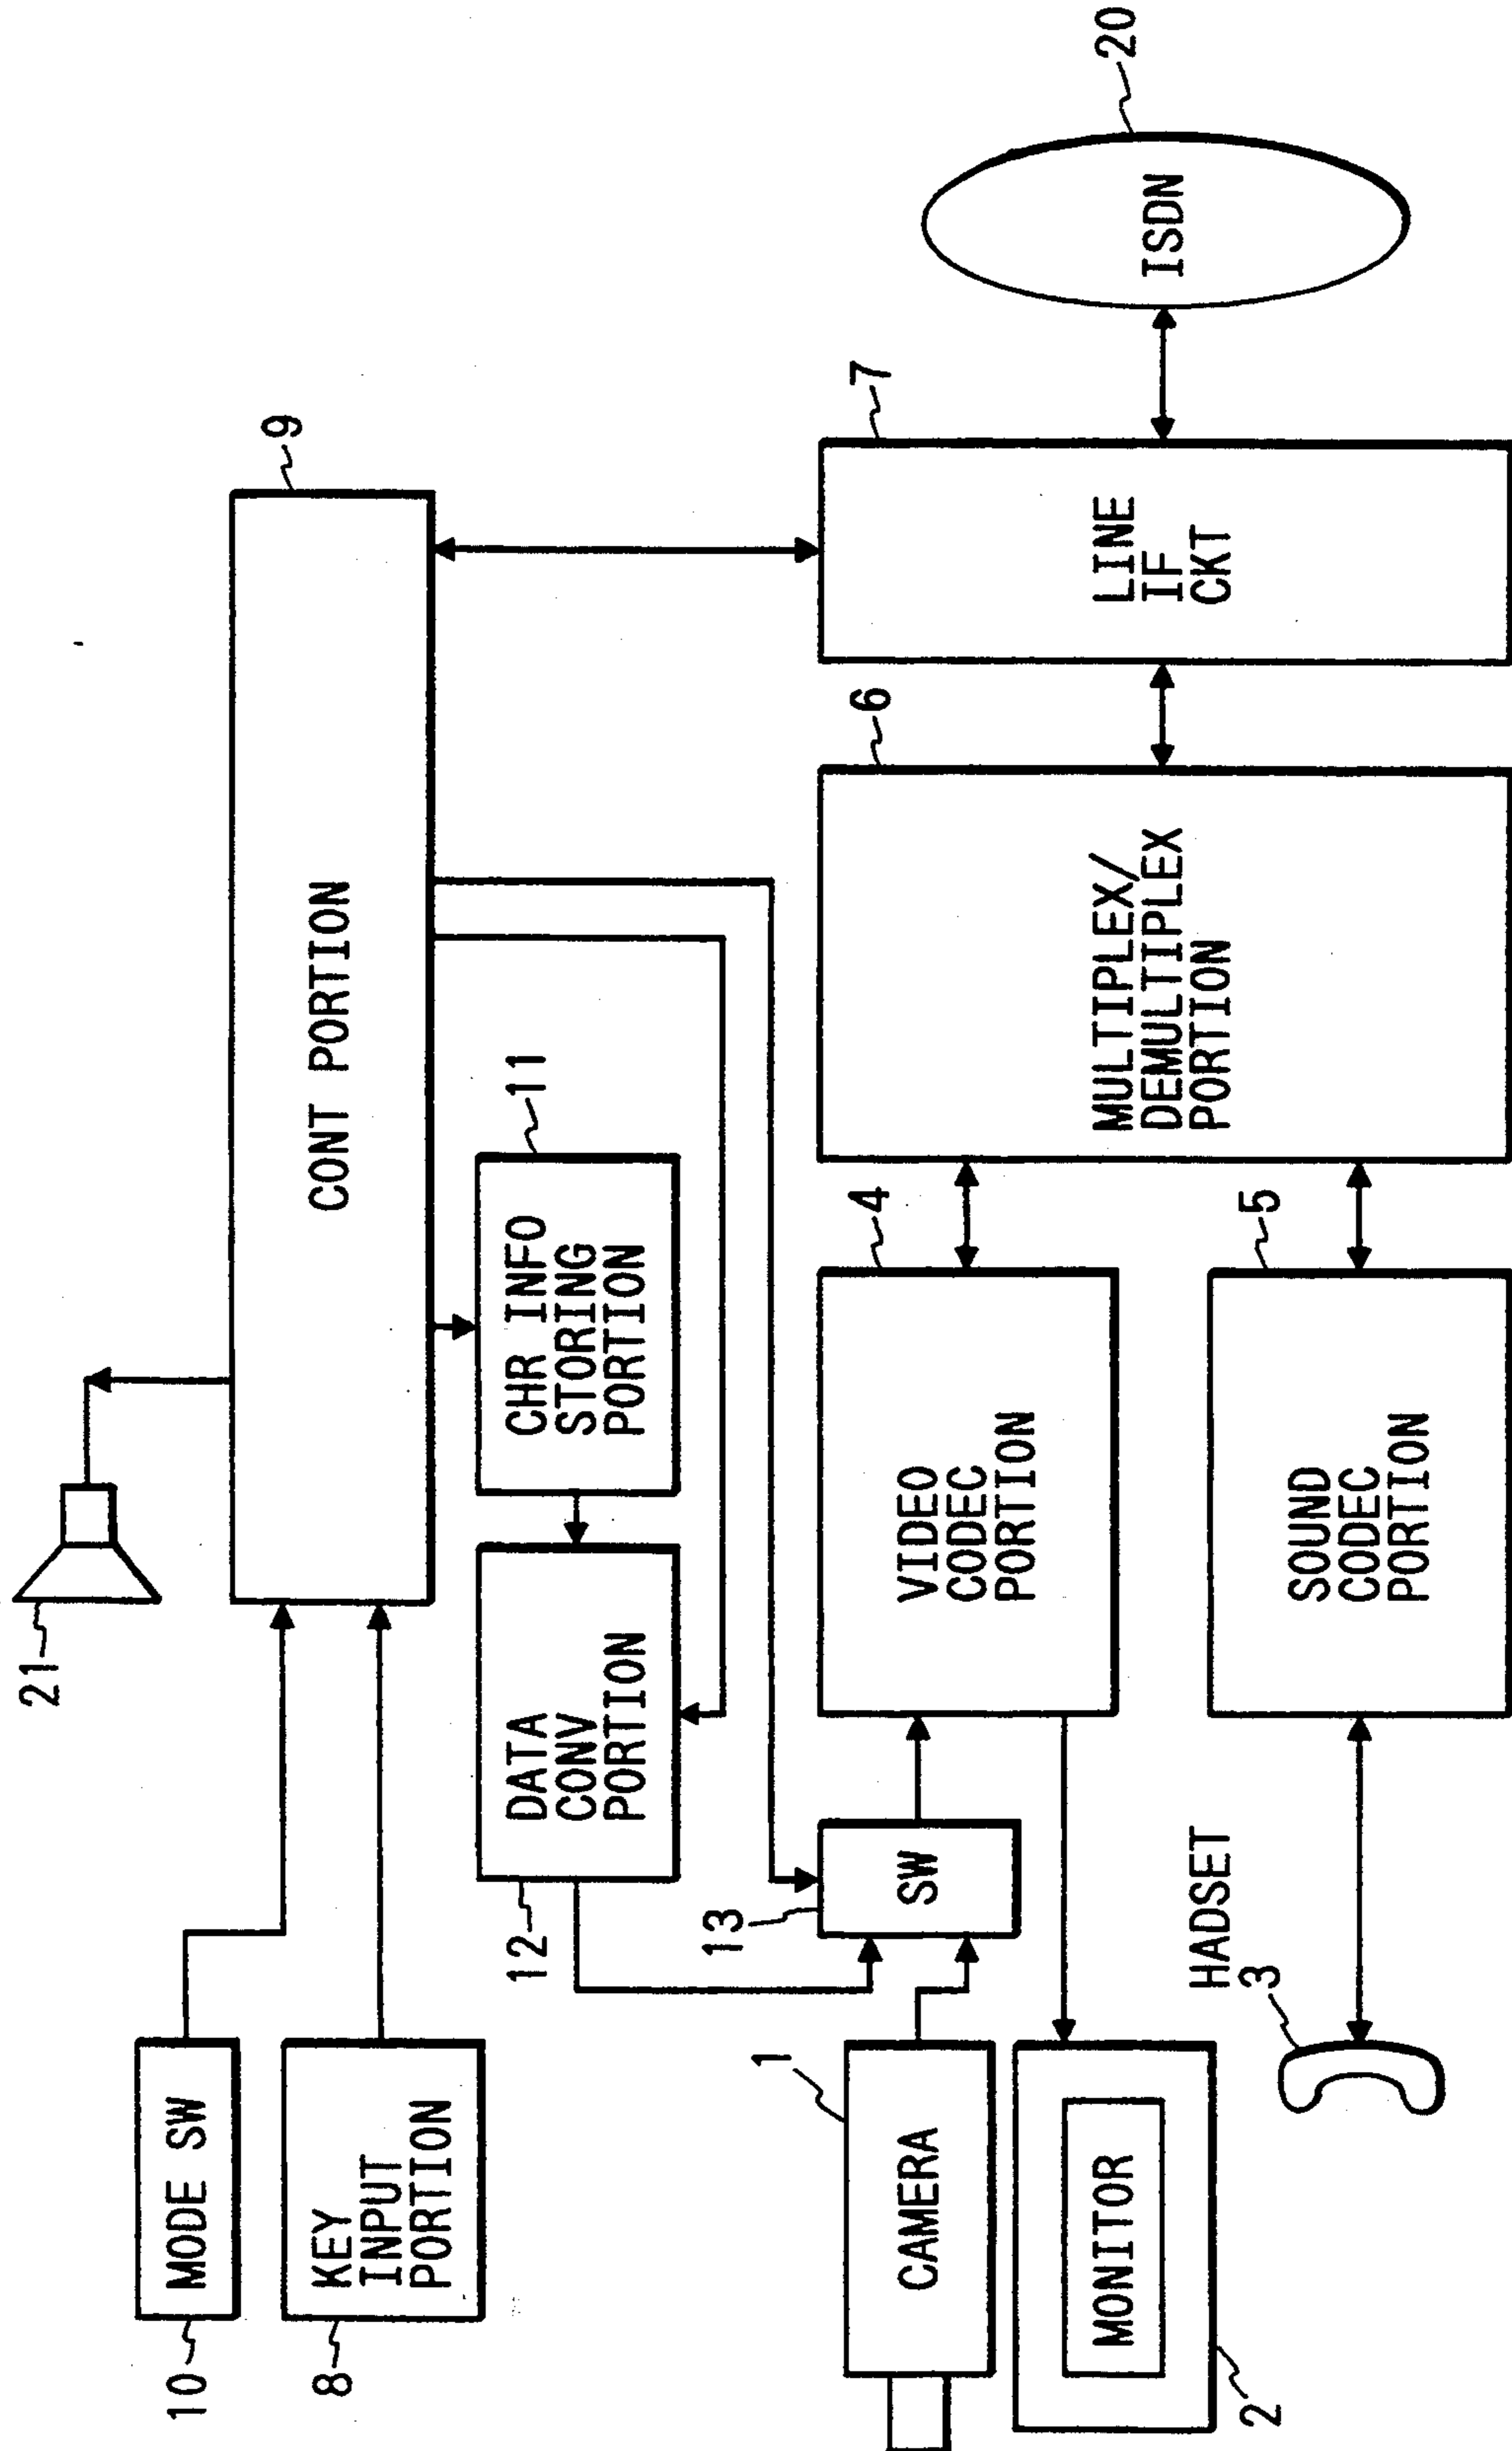 21
9
10
MODE SW
8
KEY
INPUT
PORTION
CONT PORTION
12
DATA
CONV
PORTION
11
CHR INFO
STORING
PORTION
13
SW
1
CAMERA
2
MONITOR
HADSET
3
4
VIDEO
CODEC
PORTION
5
SOUND
CODEC
PORTION
6
MULTIPLEX/
DEMULTIPLEX
PORTION
7
LINE
IF
CKT
20
ISDN